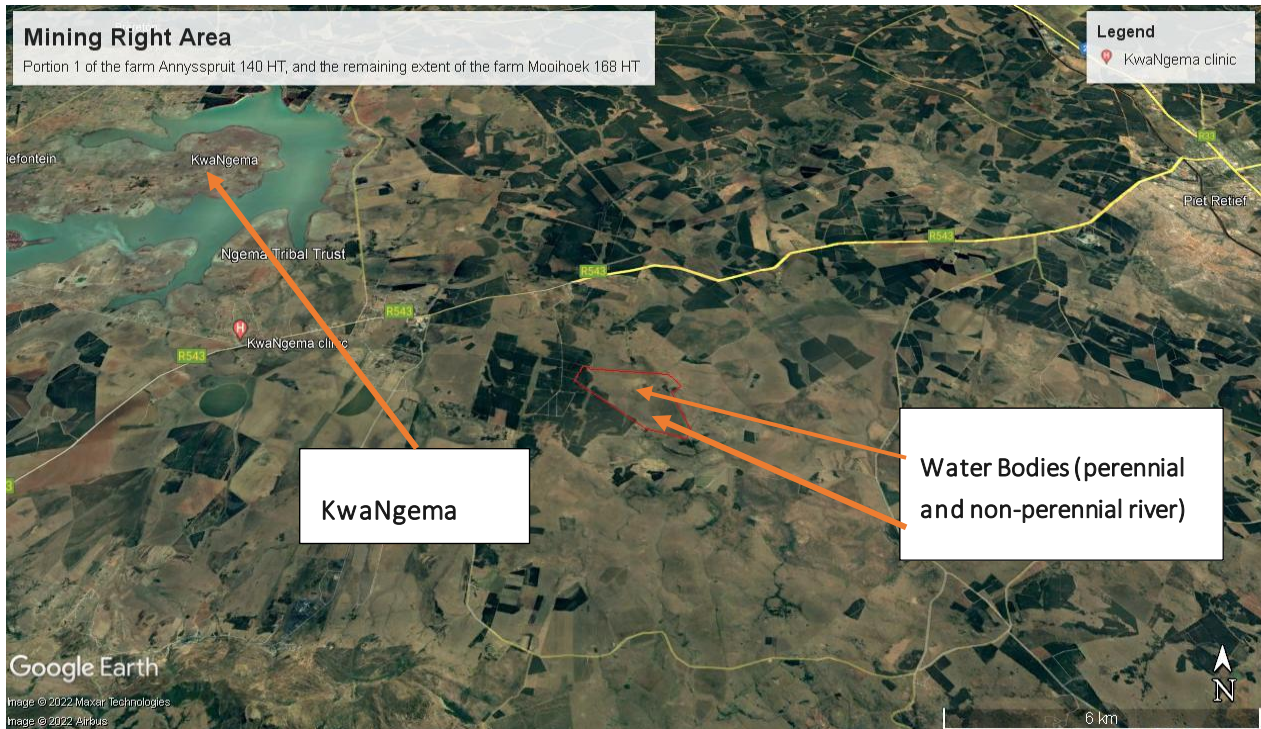 Mining Right Area
Portion 1 of the farm Annysspruit 140 HT, and the remaining extent of the farm Mooihoek 168 HT
Legend
KwaNgema clinic
iefontein
KwaNgema
R33
Piet Retief
Ngema Tribal Trust
R543
R543
R543
H
KwaNgema clinic
R543
3
KwaNgema
Water Bodies (perennial
and non-perennial river)
Google Earth
Image © 2022 Maxar Technologies
Image © 2022 Airbus
N
6 km